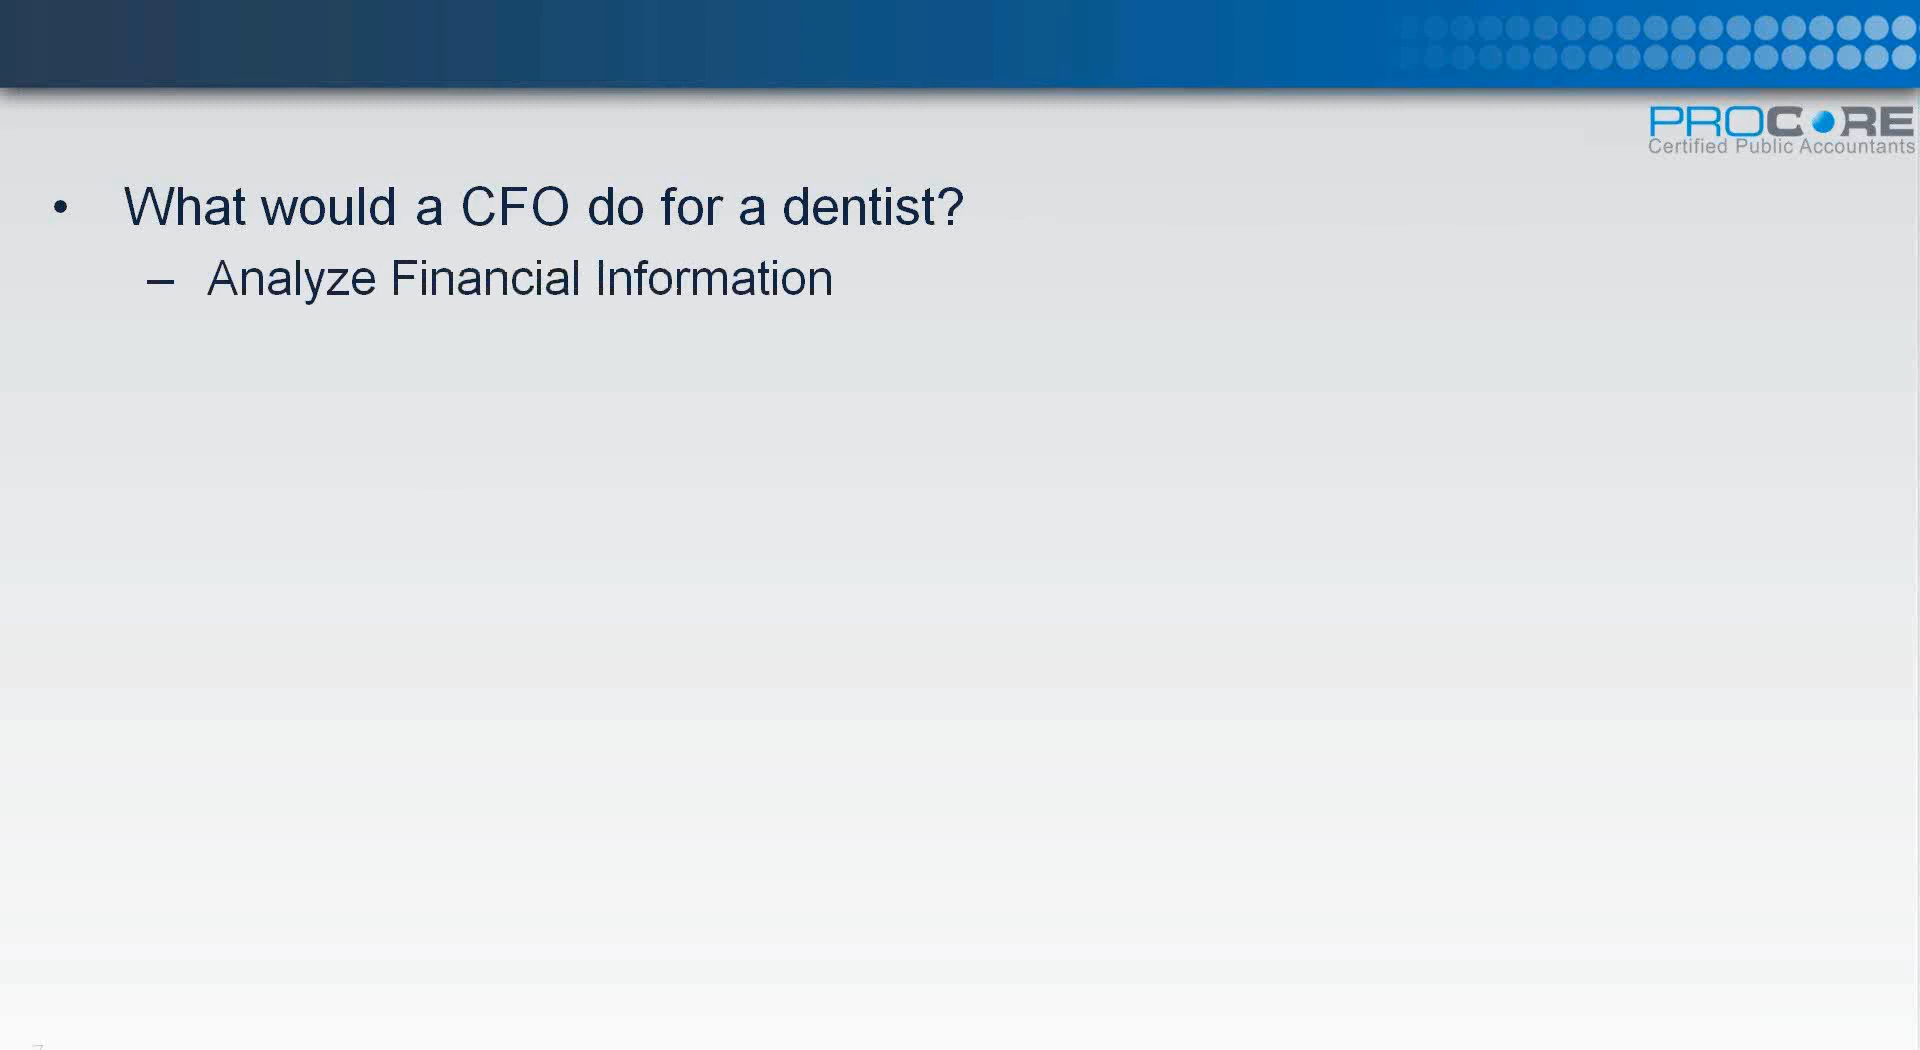 PROCORE
Certified Public Accountants
• What would a CFO do for a dentist?
– Analyze Financial Information